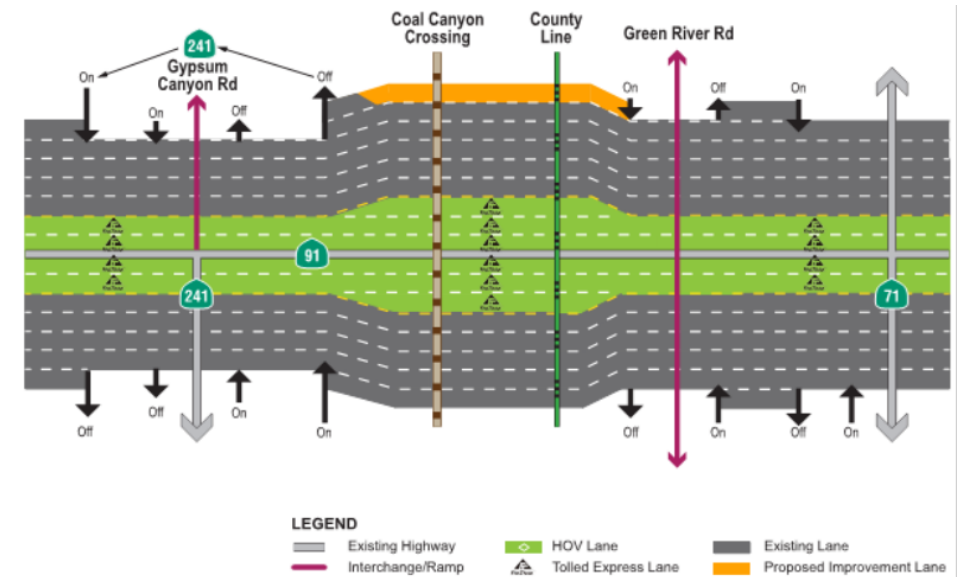 Coal Canyon
Crossing
County
Line
Green River Rd
241
Gypsum
Canyon Rd
On
Off
On
Off
On
Off
On
91
241
71
Off
Off
On
On
Off
On
Off
On
LEGEND
Existing Highway
HOV Lane
Existing Lane
Interchange/Ramp
Tolled Express Lane
Proposed Improvement Lane